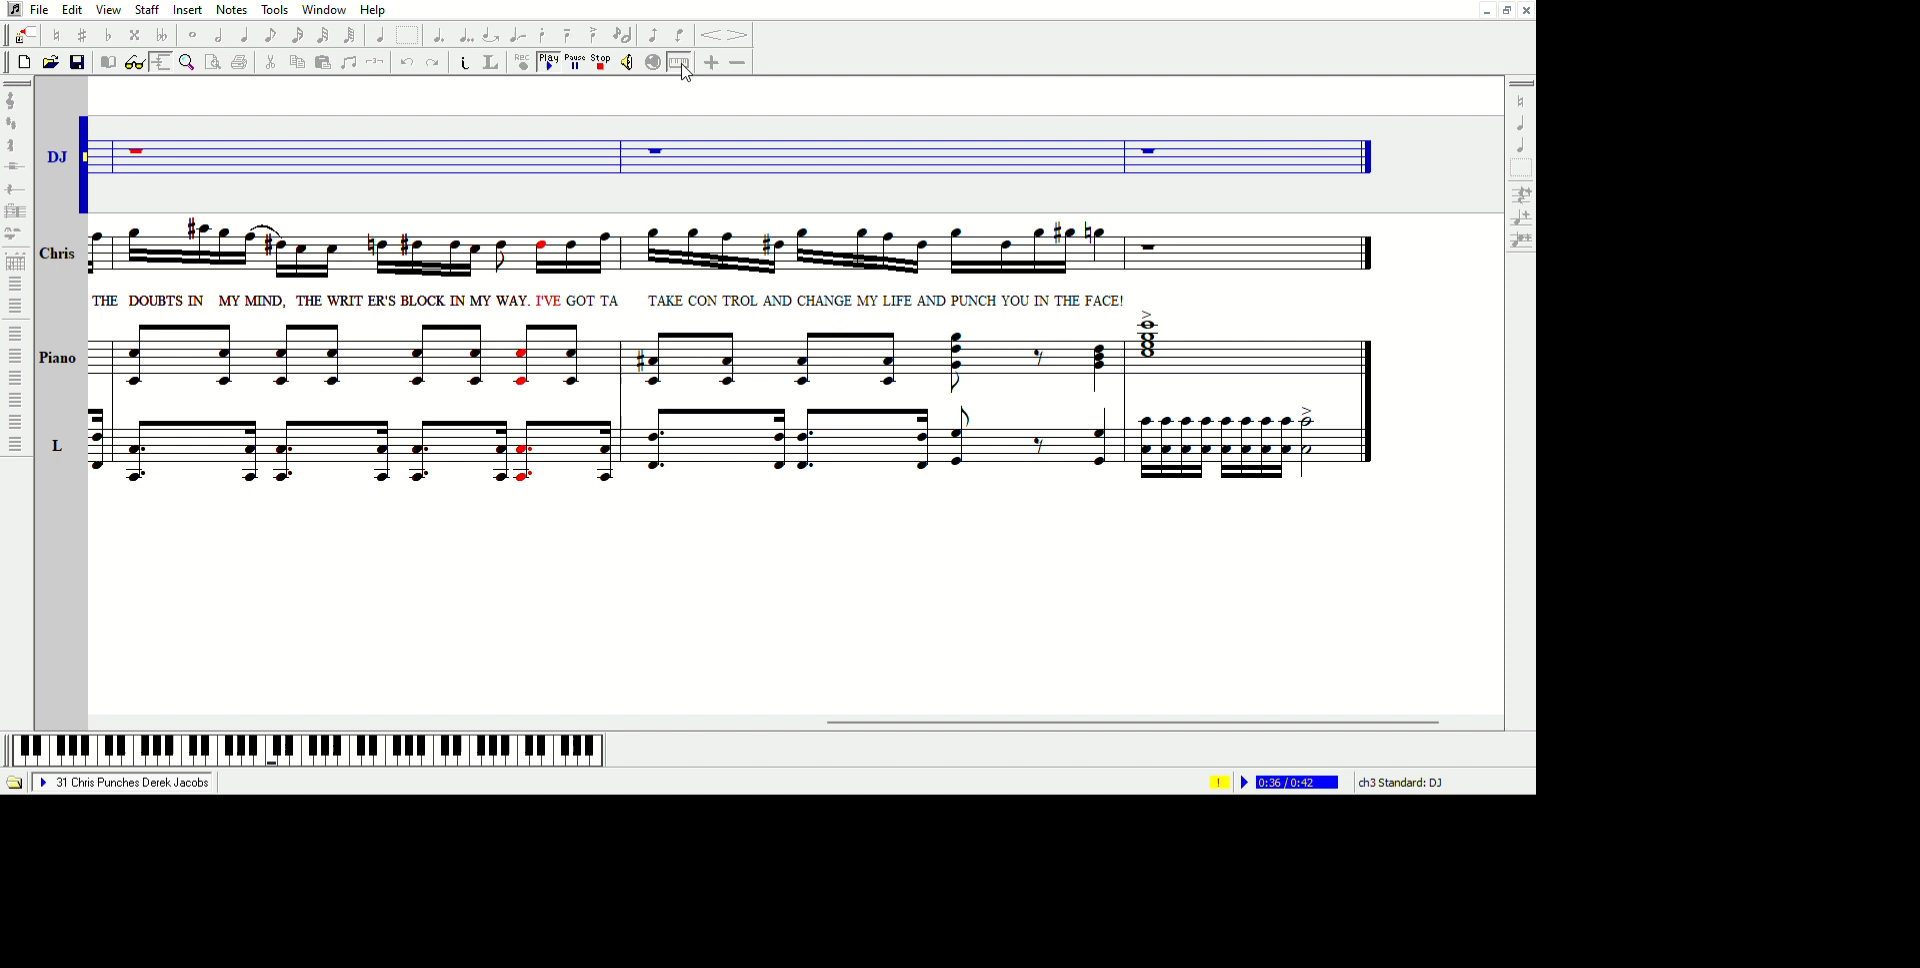 File Edit View Staff Insert Notes Tools Window Help
REC Play Pause Stop
DJ
Chris
THE DOUBTS IN MY MIND, THE WRIT ER'S BLOCK IN MY WAY. I'VE GOT TA TAKE CON TROL AND CHANGE MY LIFE AND PUNCH YOU IN THE FACE!
Piano
L
31 Chris Punches Derek Jacobs ! 0:36 / 0:42 ch3 Standard: DJ